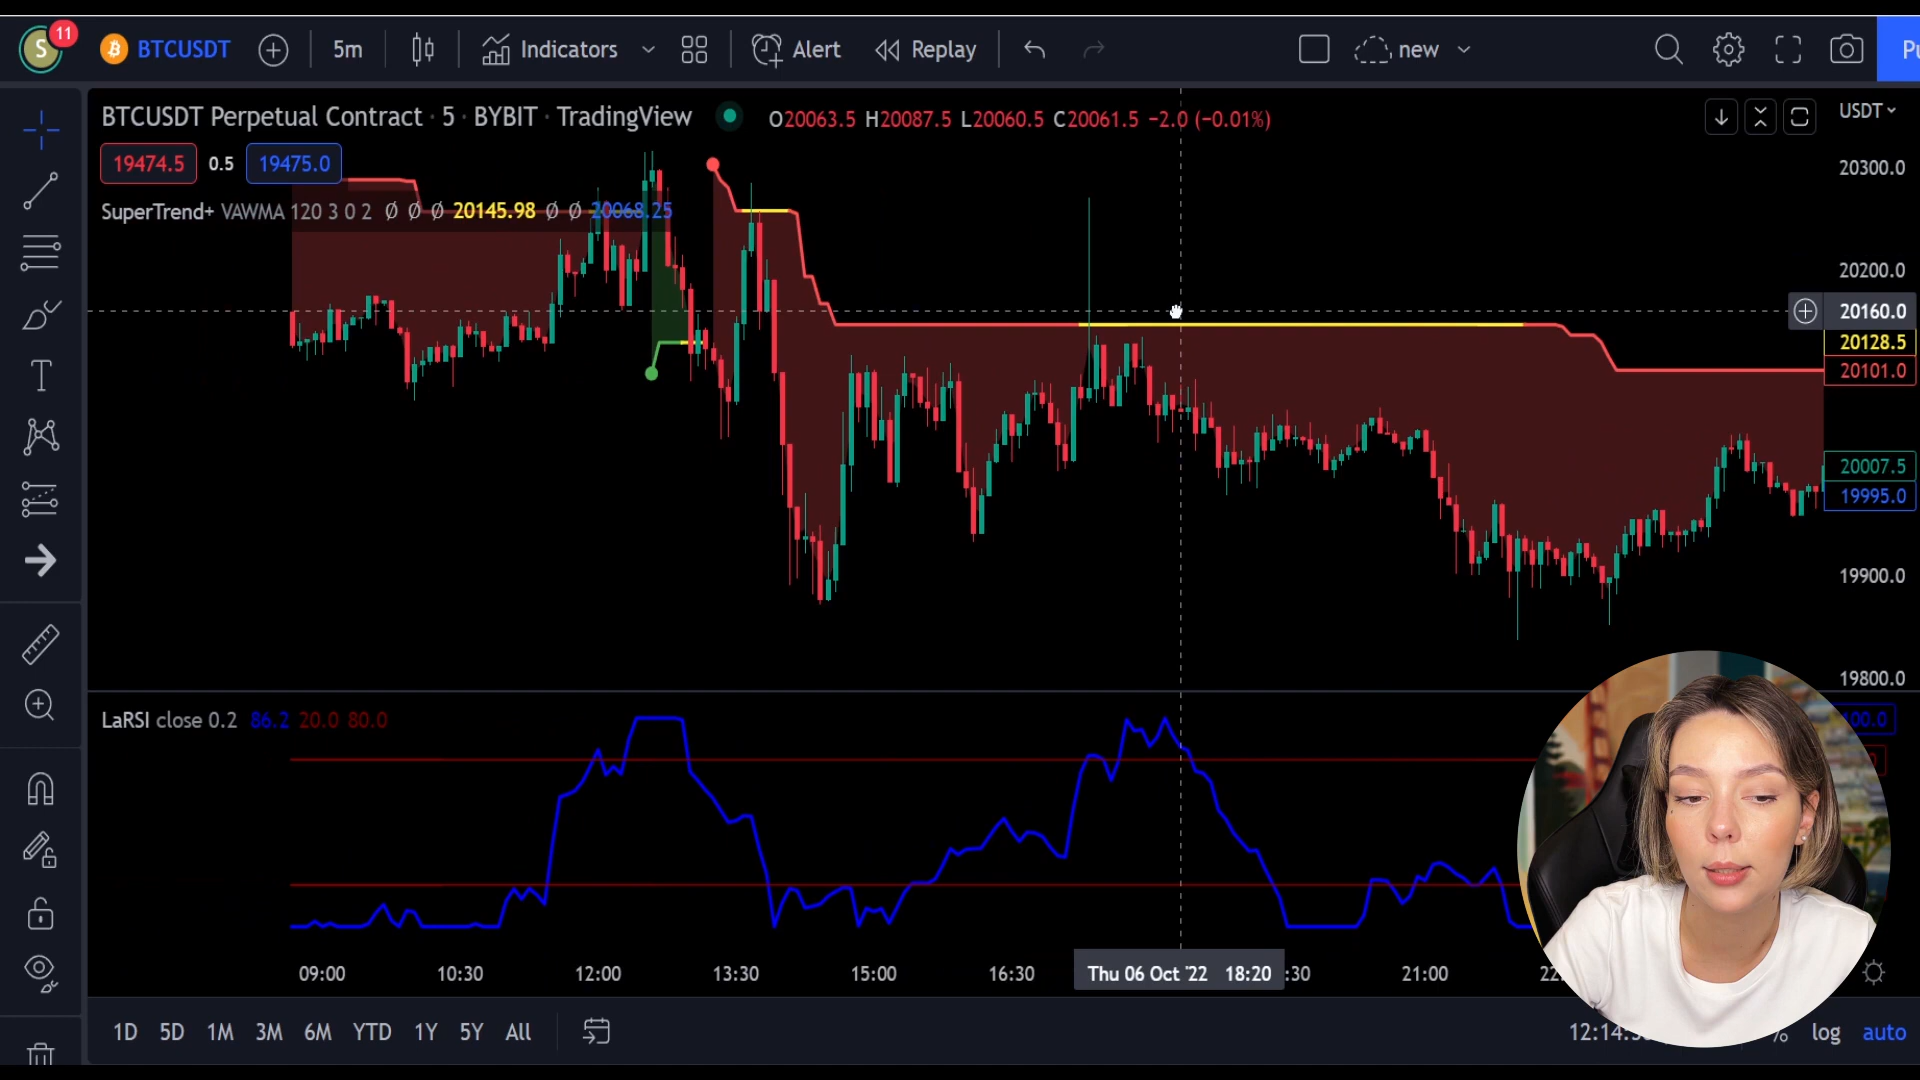 S 11 BTCUSDT 5m Indicators Alert Replay new Pu
BTCUSDT Perpetual Contract · 5 · BYBIT · TradingView O20063.5 H20087.5 L20060.5 C20061.5 −2.0 (−0.01%) USDT
19474.5 0.5 19475.0
SuperTrend+ VAWMA 120 3 0 2 Ø Ø Ø 20145.98 Ø Ø 20068.25
20300.0
20200.0
20160.0
20128.5
20101.0
20007.5
19995.0
19900.0
19800.0
LaRSI close 0.2 86.2 20.0 80.0
09:00 10:30 12:00 13:30 15:00 16:30 Thu 06 Oct '22 18:20 :30 21:00
1D 5D 1M 3M 6M YTD 1Y 5Y All % log auto